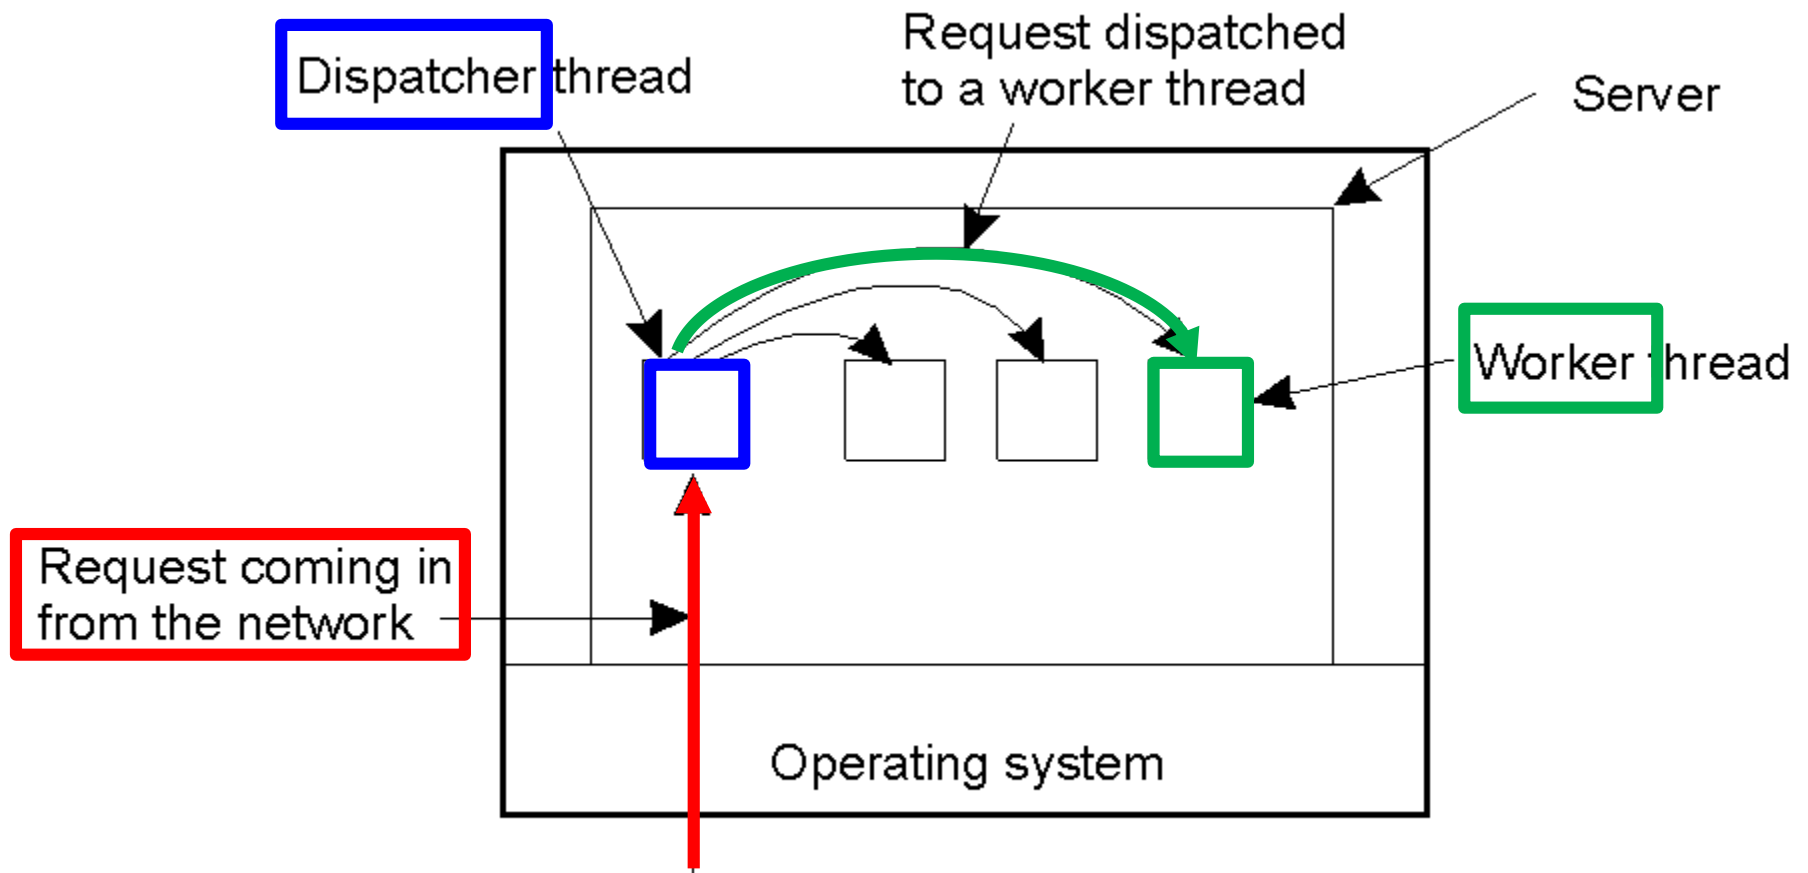 Request dispatched
to a worker thread
Dispatcher thread
Server
Worker thread
Request coming in
from the network
Operating system